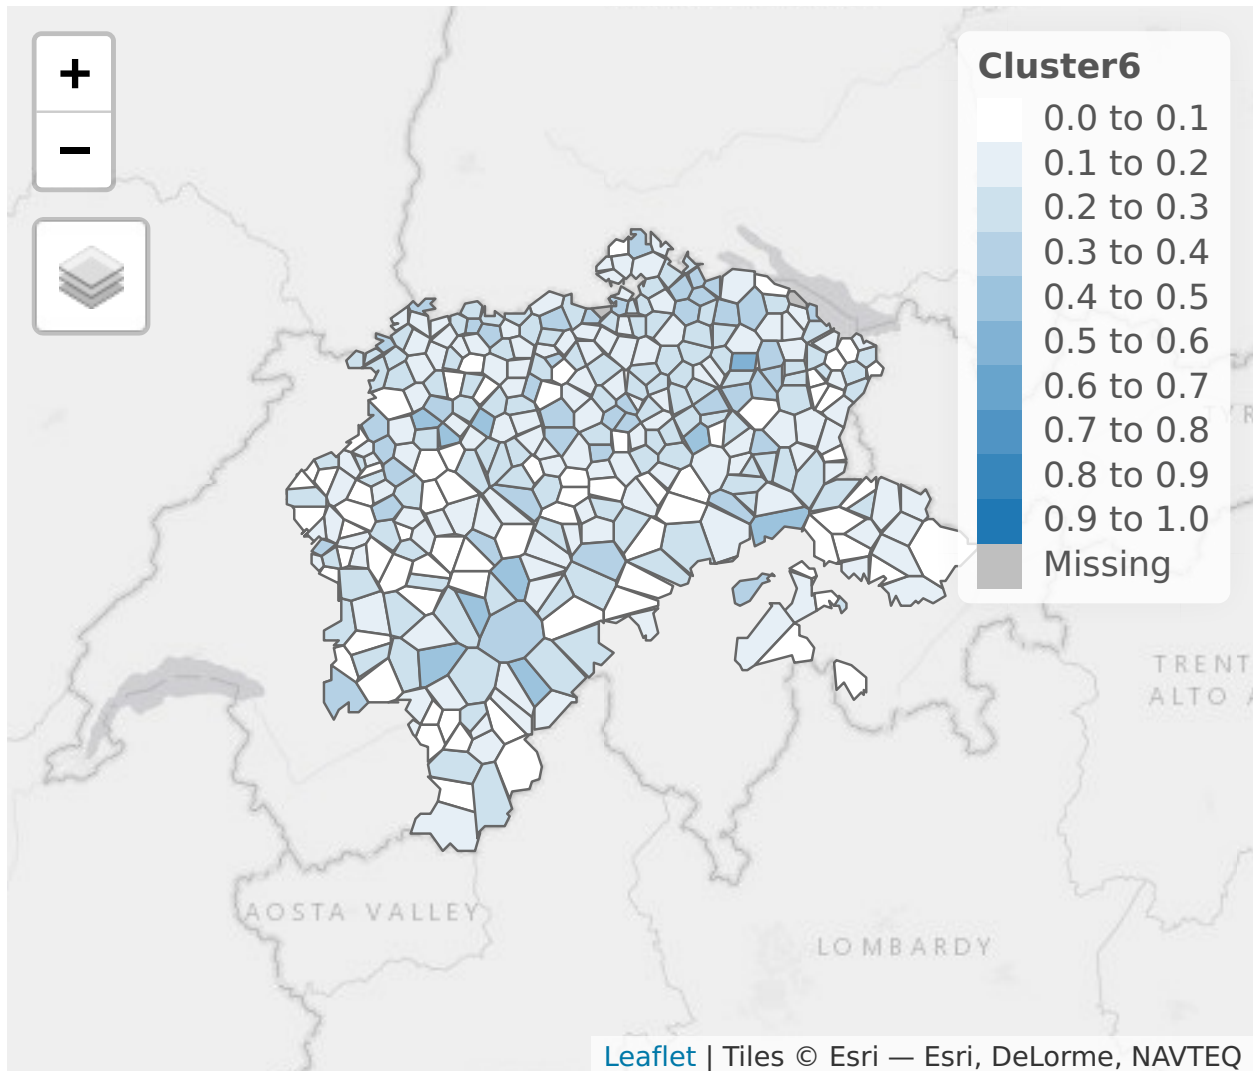 +
−
Cluster6
0.0 to 0.1
0.1 to 0.2
0.2 to 0.3
0.3 to 0.4
0.4 to 0.5
0.5 to 0.6
0.6 to 0.7
0.7 to 0.8
0.8 to 0.9
0.9 to 1.0
Missing
TYR
TRENT
ALTO A
AOSTA VALLEY
LOMBARDY
Leaflet | Tiles © Esri — Esri, DeLorme, NAVTEQ